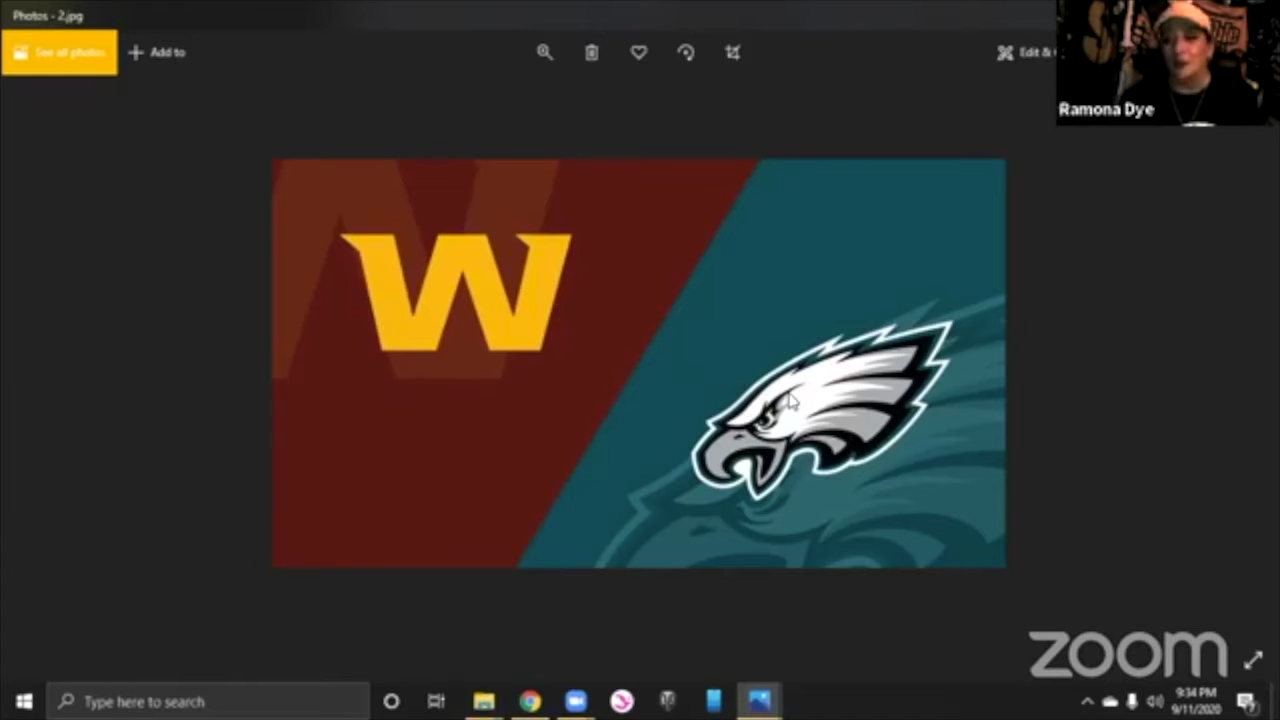 Photos - 2.jpg
See all photos
Add to
Edit &
Ramona Dye
W
zoom
Type here to search
9:34 PM
9/11/2020